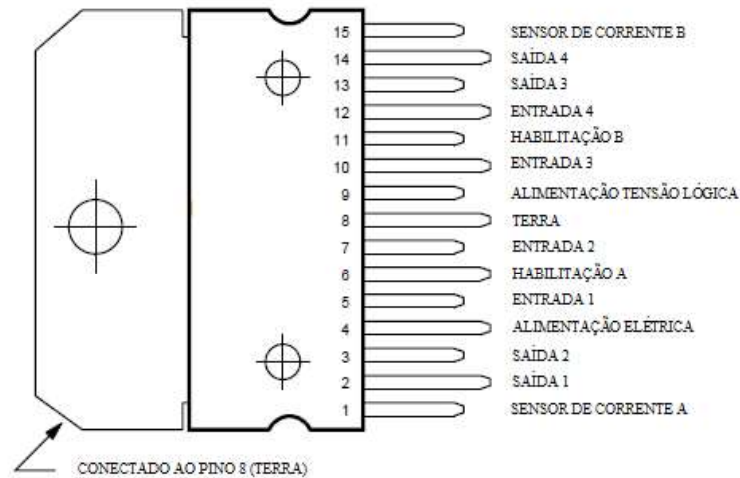 15 SENSOR DE CORRENTE B
14 SAÍDA 4
13 SAÍDA 3
12 ENTRADA 4
11 HABILITAÇÃO B
10 ENTRADA 3
9 ALIMENTAÇÃO TENSÃO LÓGICA
8 TERRA
7 ENTRADA 2
6 HABILITAÇÃO A
5 ENTRADA 1
4 ALIMENTAÇÃO ELÉTRICA
3 SAÍDA 2
2 SAÍDA 1
1 SENSOR DE CORRENTE A
CONECTADO AO PINO 8 (TERRA)